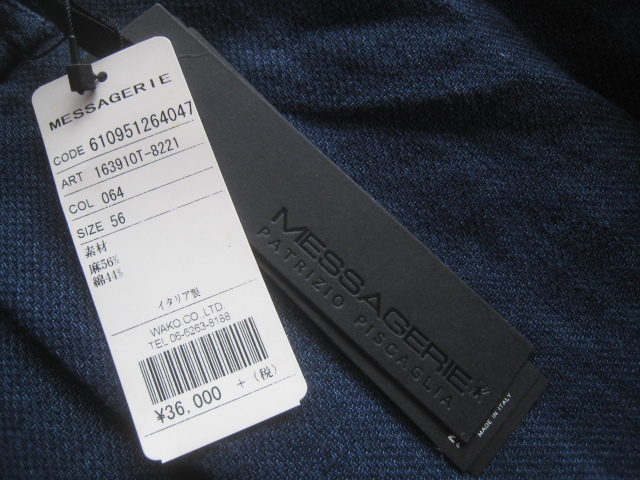 MESSAGERIE
CODE 610951264047
ART 163910T-8221
COL 064
SIZE 56
素材
麻56%
綿44%
イタリア製
WAKO.CO.,LTD.
TEL 06-6263-8188
¥36,000 +(税)
MESSAGERIE
PATRIZIO PISCAGLIA
MADE IN ITALY